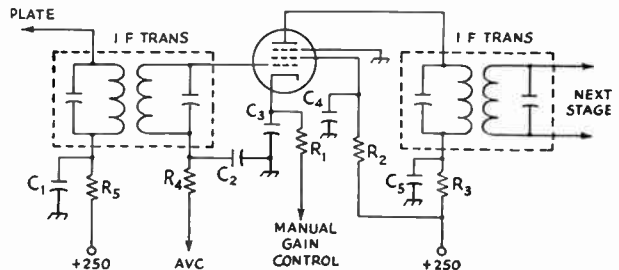 PLATE
I F TRANS
I F TRANS
C3
C4
NEXT
STAGE
C1
R5
R4
C2
R1
R2
C5
R3
MANUAL
GAIN
CONTROL
+250
AVC
+250